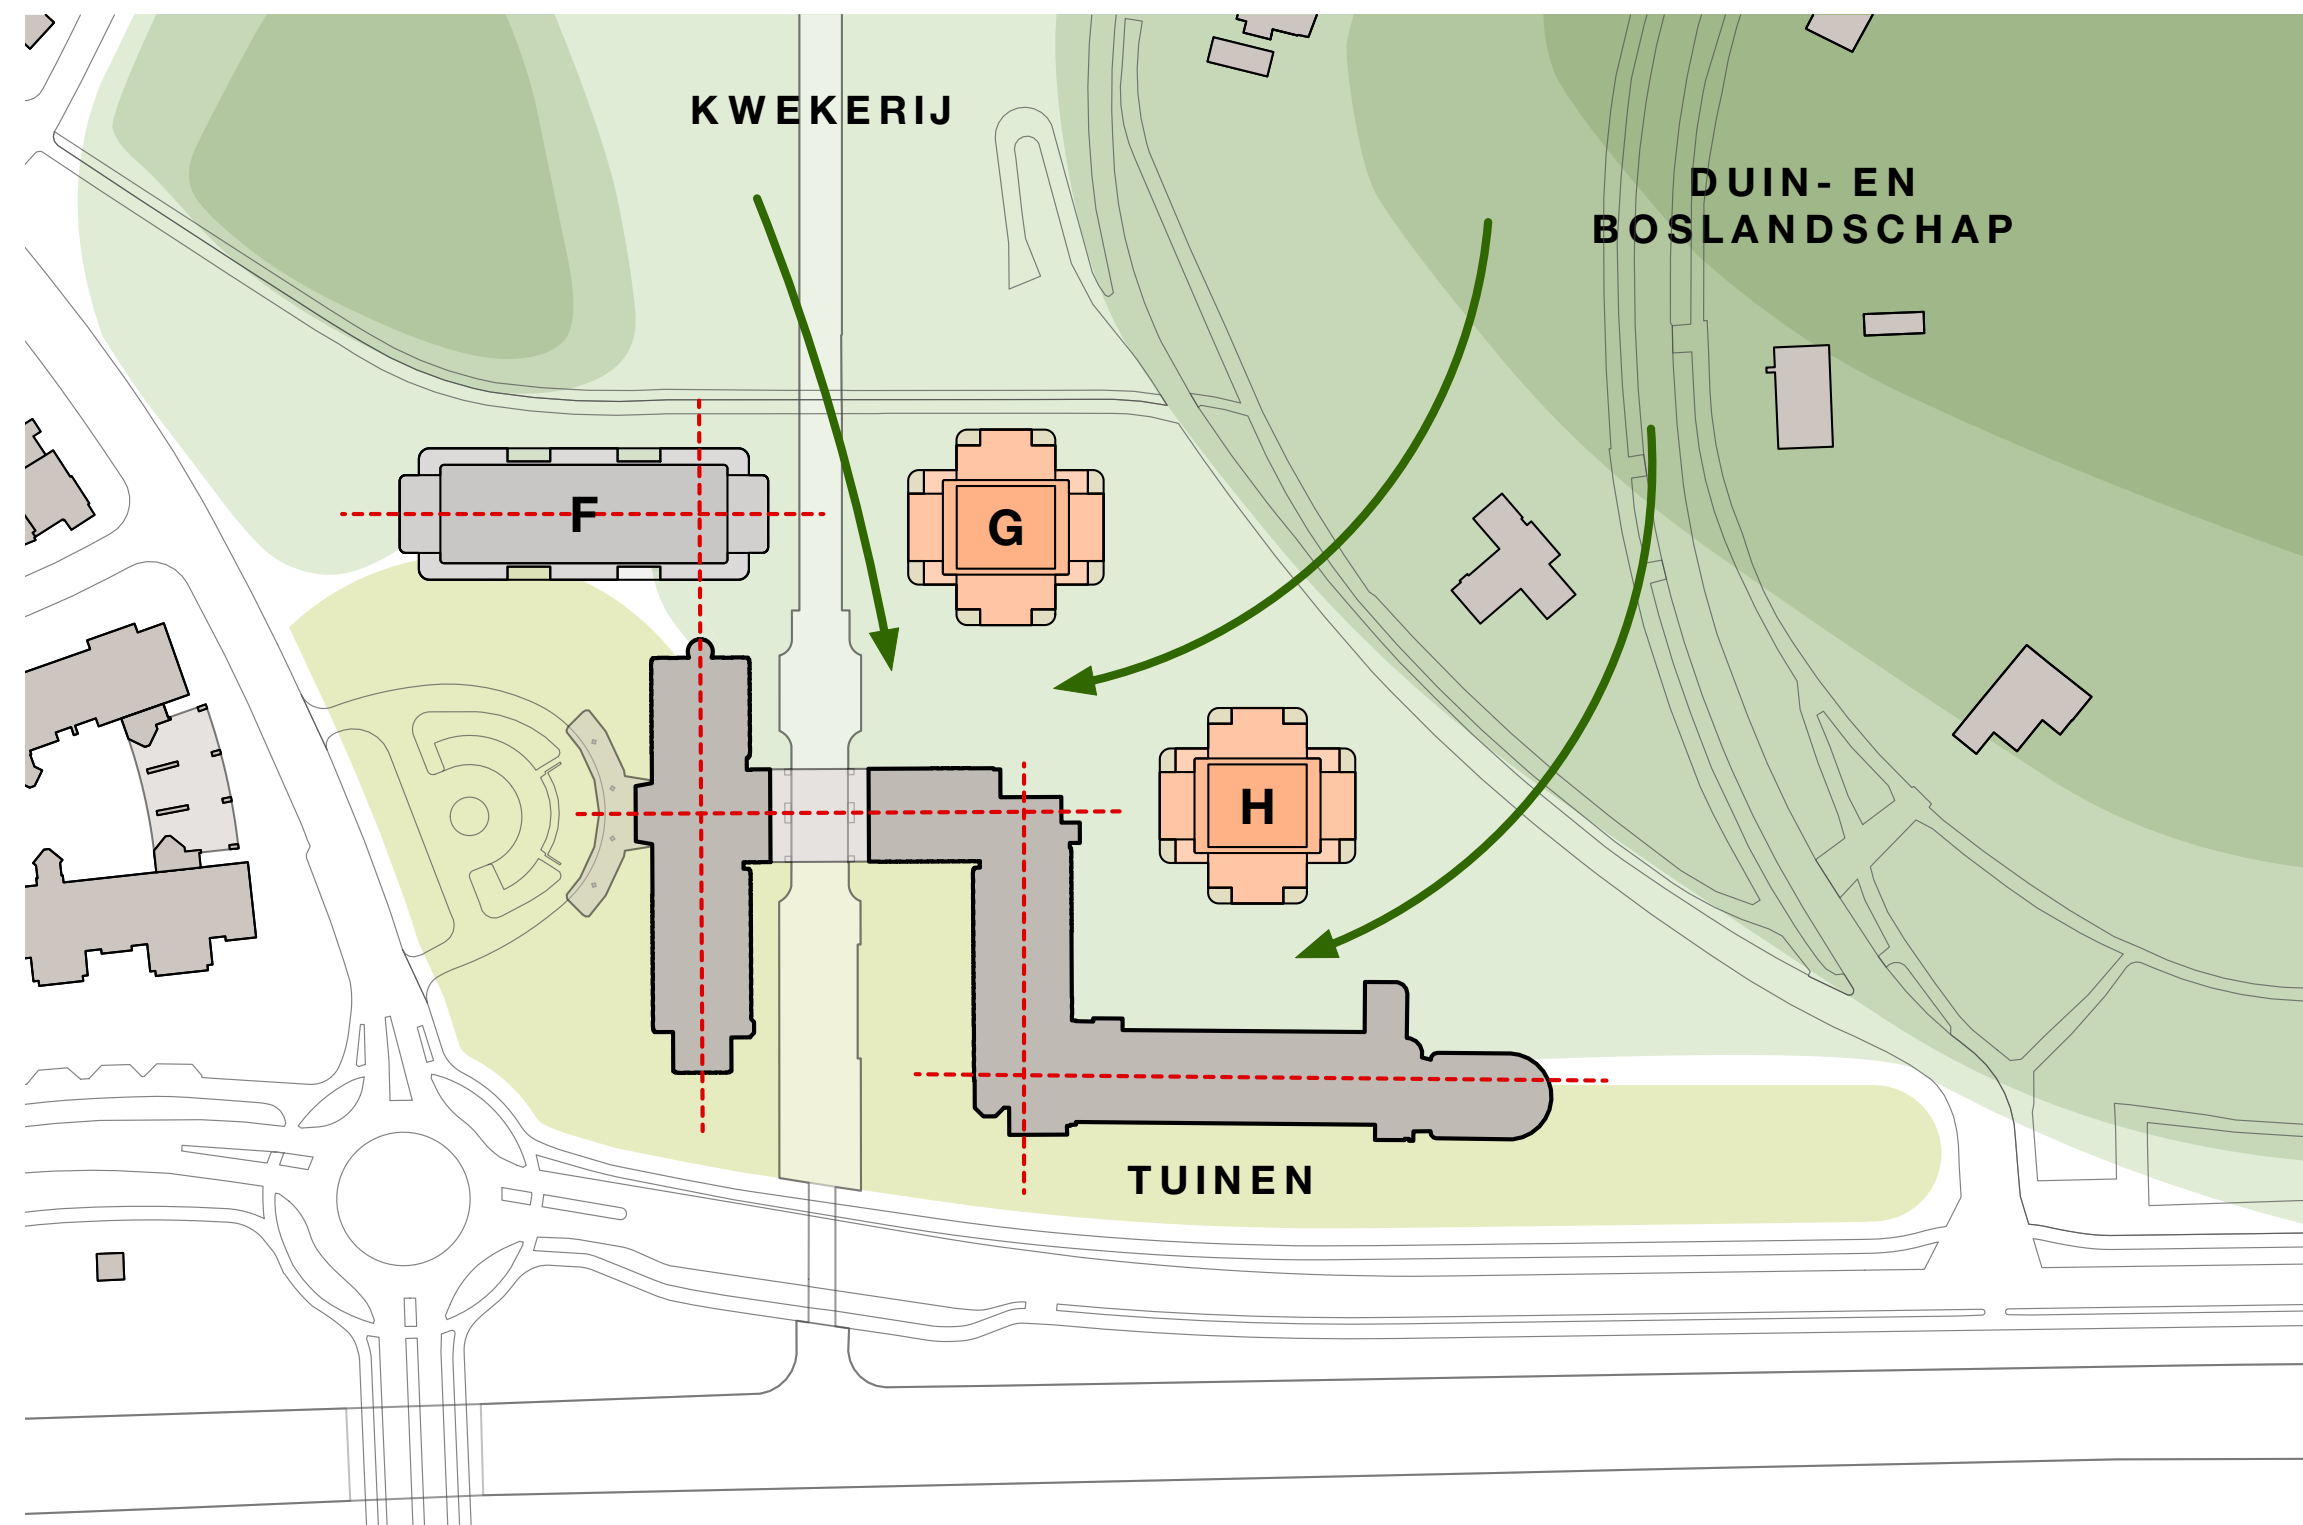 KWEKERIJ
DUIN- EN
BOSLANDSCHAP
F
G
H
TUINEN